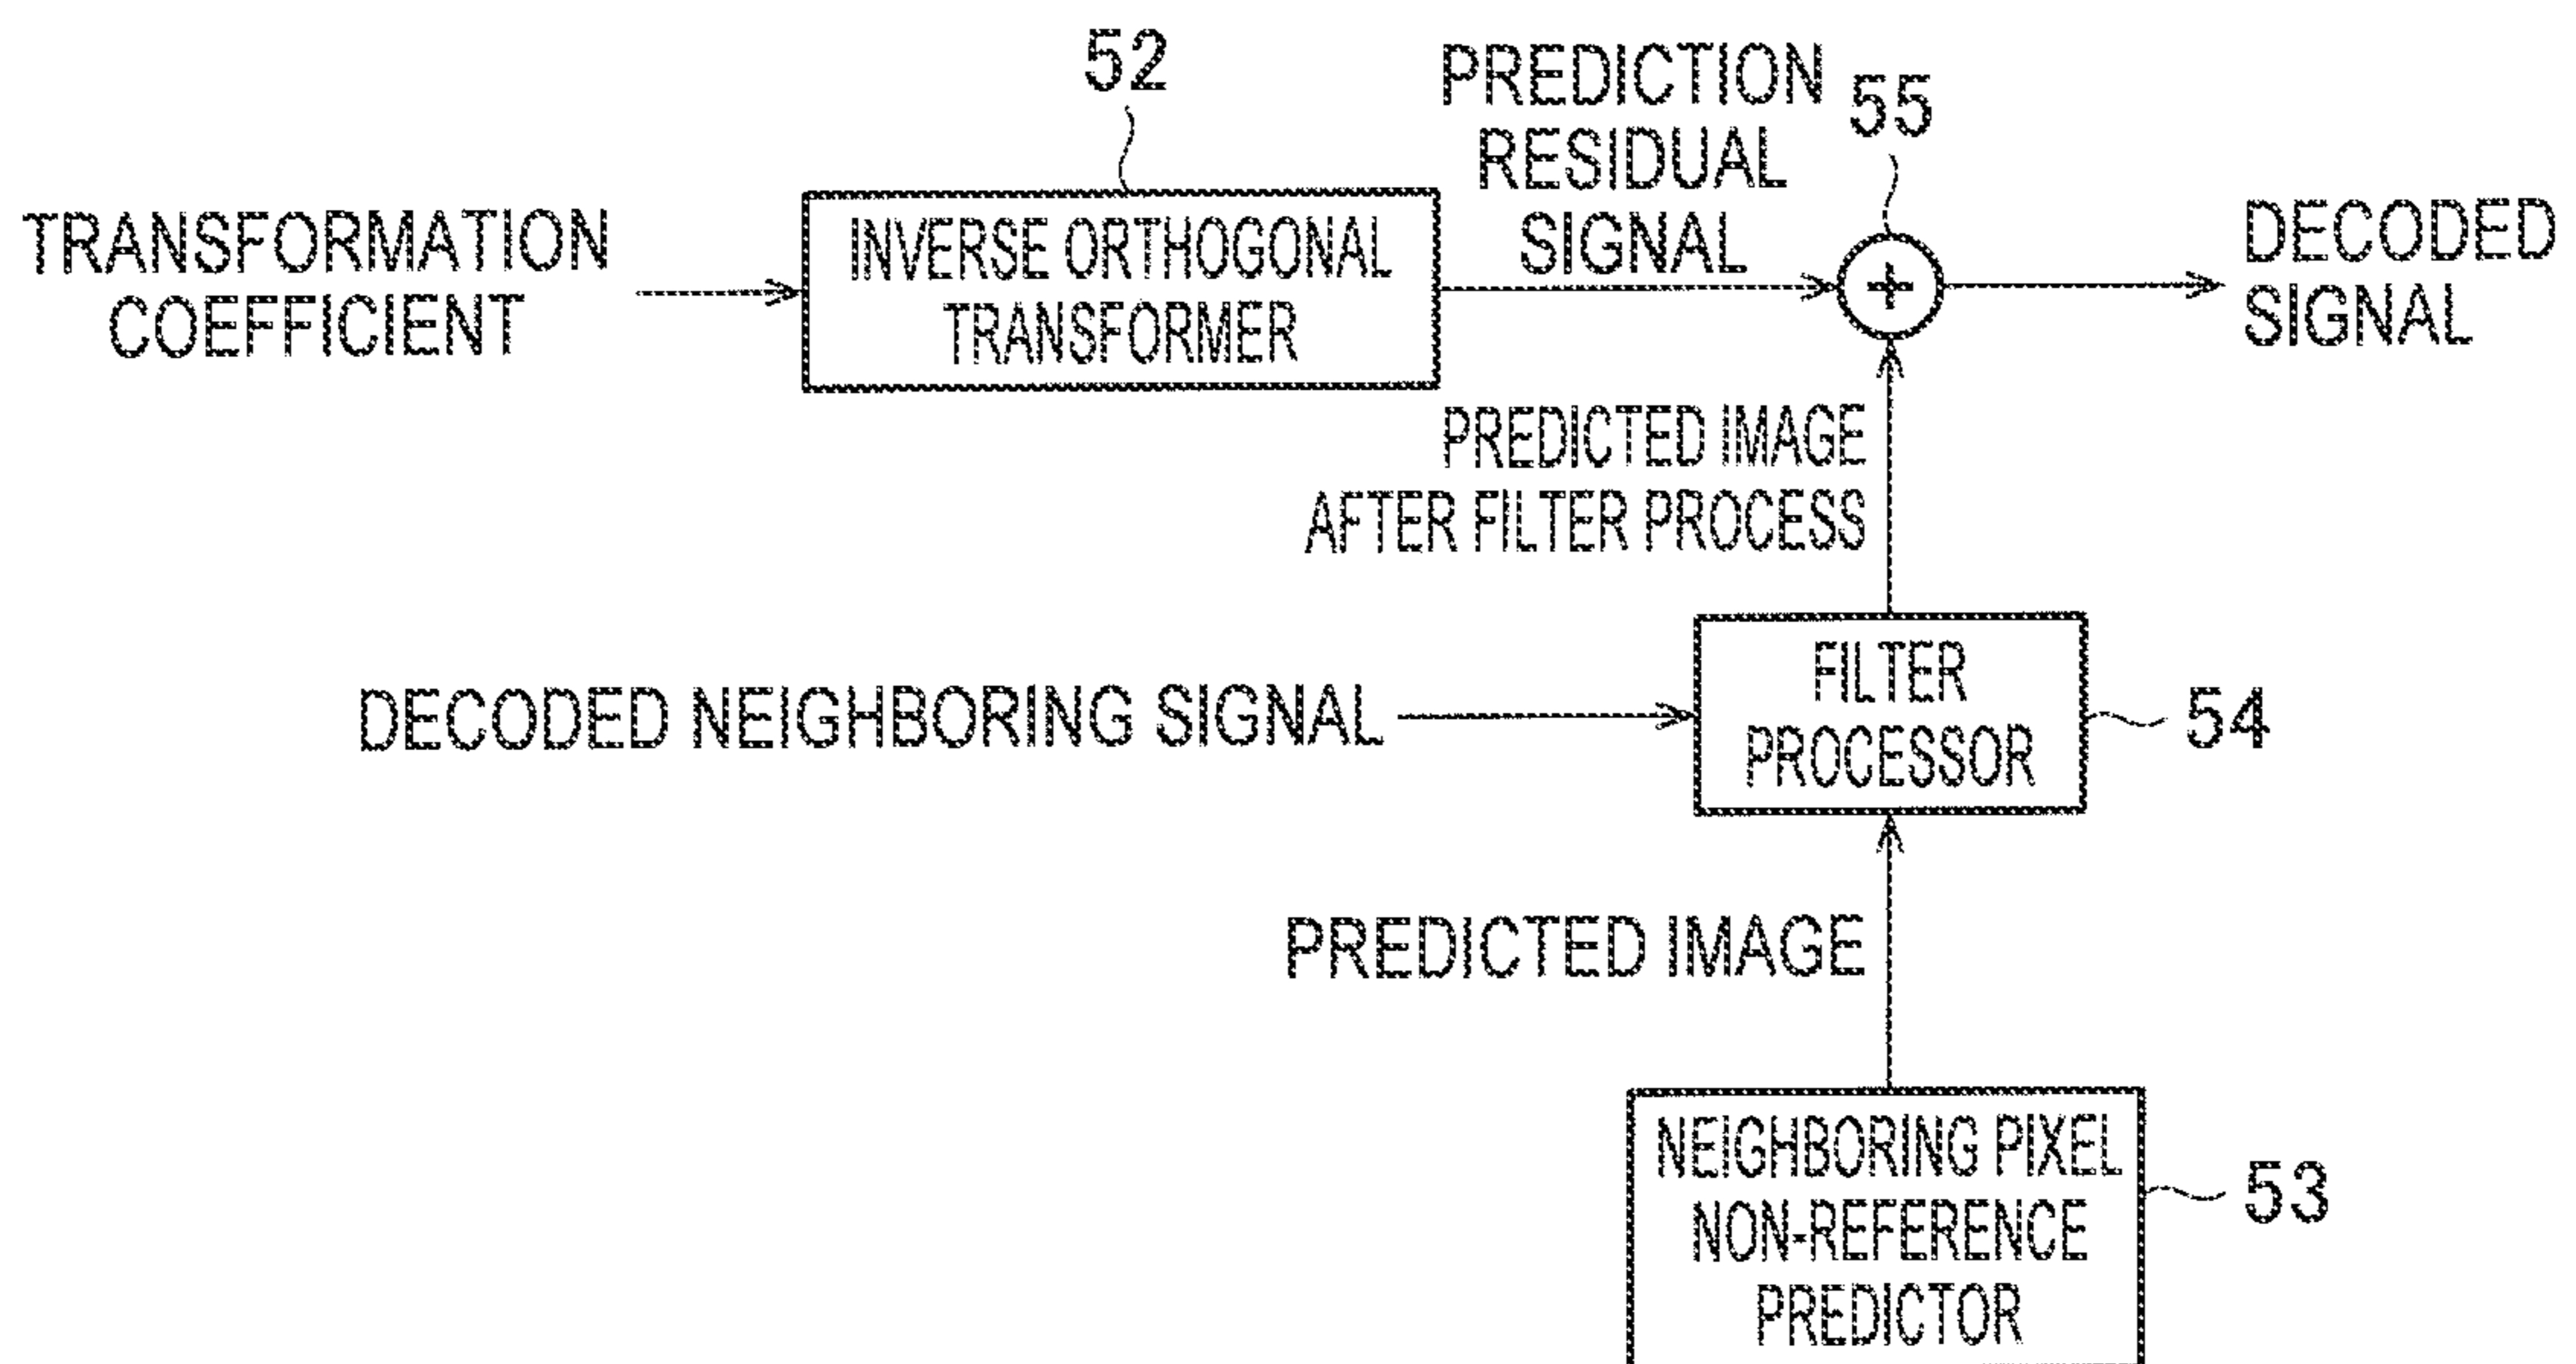 52
PREDICTION
RESIDUAL
SIGNAL
55
TRANSFORMATION
COEFFICIENT
INVERSE ORTHOGONAL
TRANSFORMER
+
DECODED
SIGNAL
PREDICTED IMAGE
AFTER FILTER PROCESS
DECODED NEIGHBORING SIGNAL
FILTER
PROCESSOR
54
PREDICTED IMAGE
NEIGHBORING PIXEL
NON-REFERENCE
PREDICTOR
53